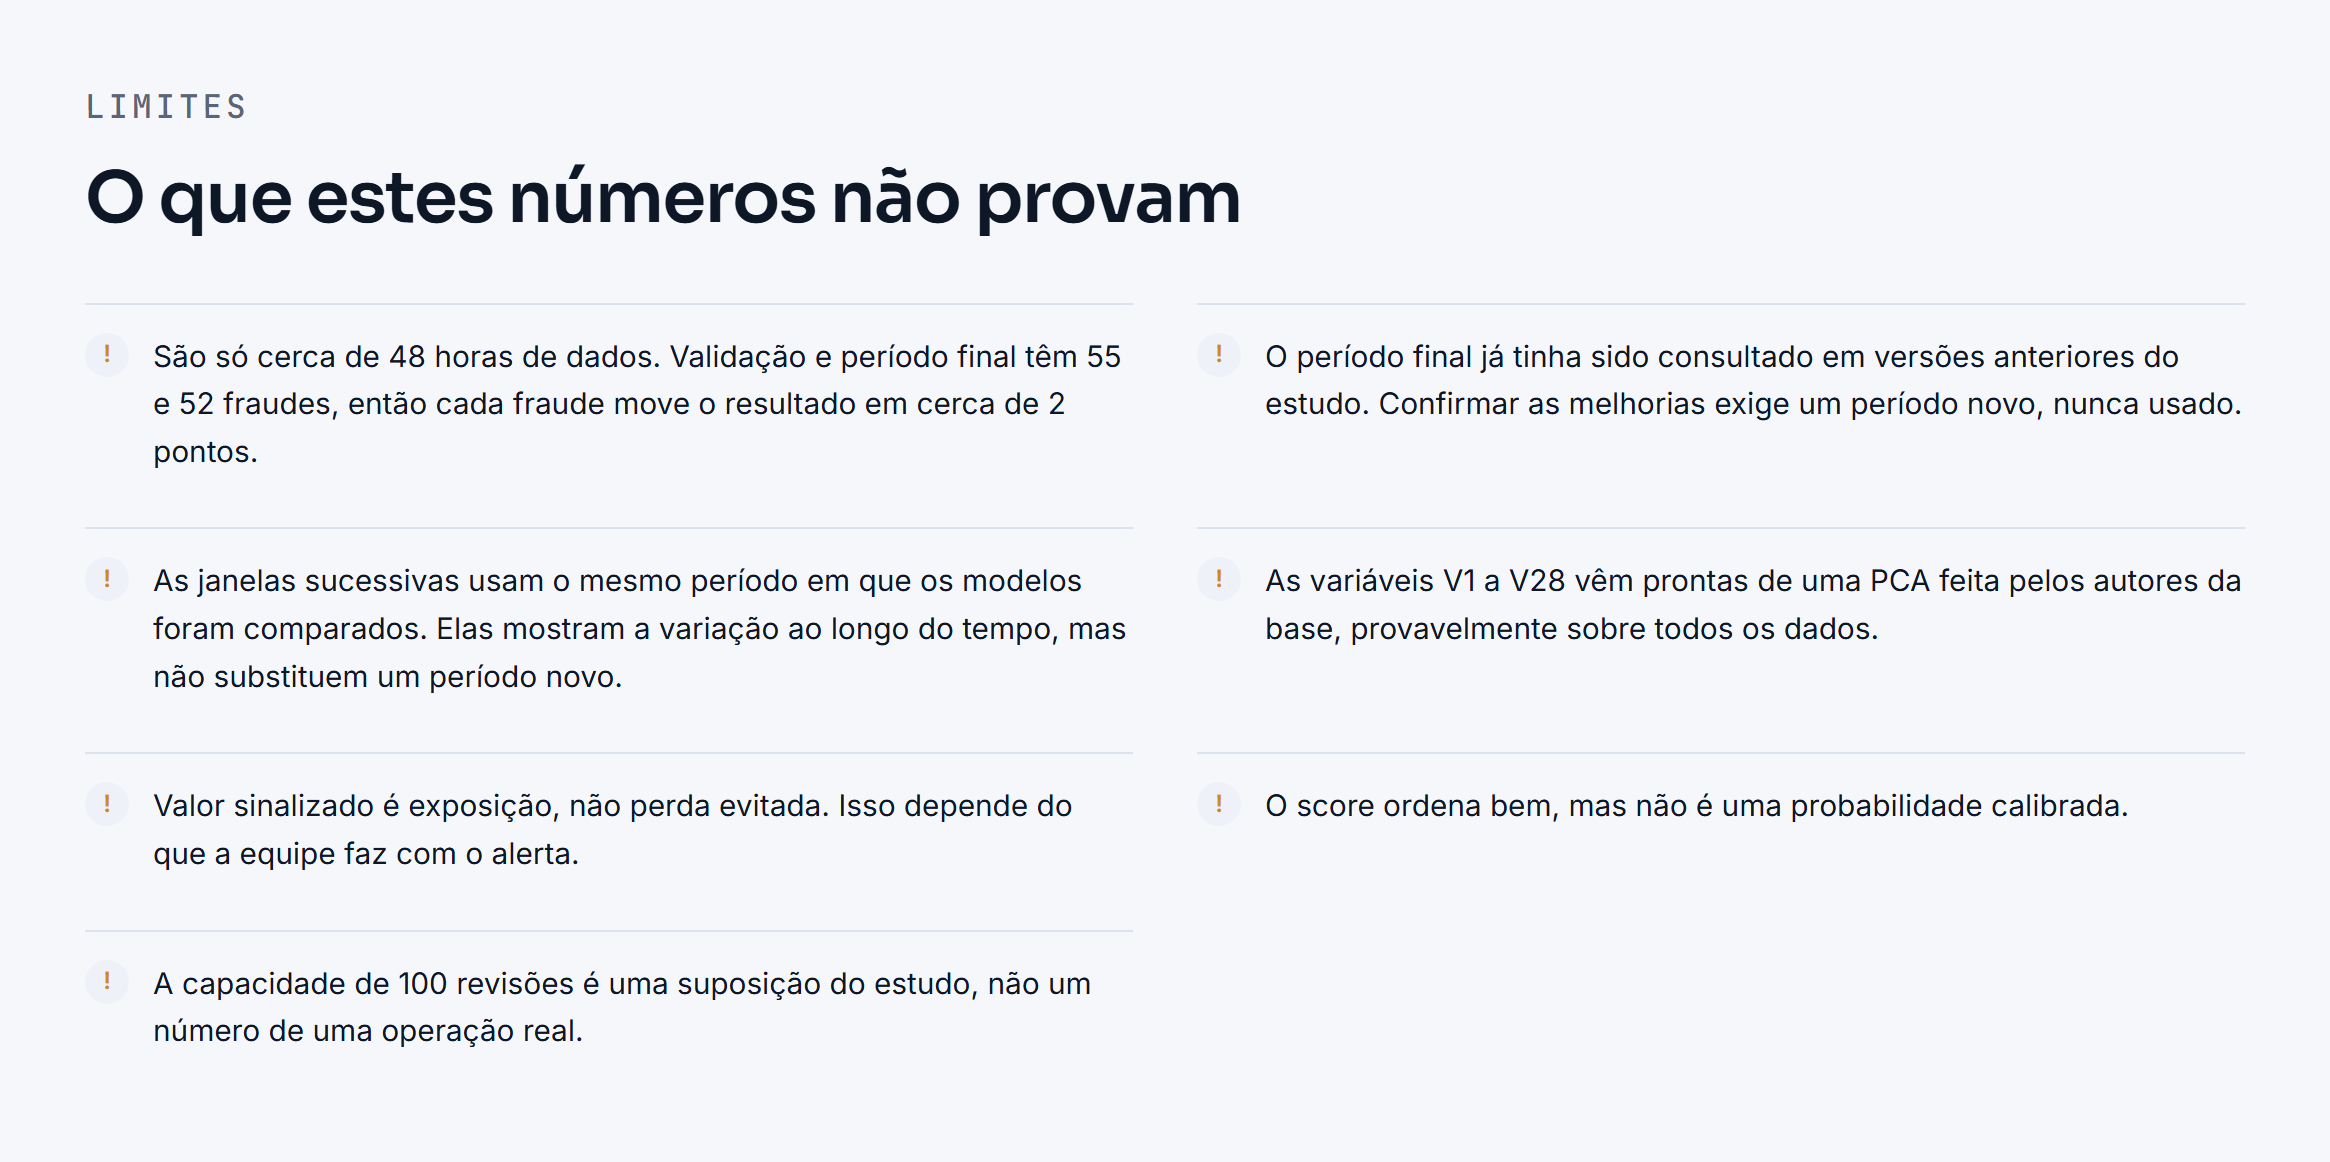 LIMITES
O que estes números não provam
! São só cerca de 48 horas de dados. Validação e período final têm 55
e 52 fraudes, então cada fraude move o resultado em cerca de 2
pontos.
! O período final já tinha sido consultado em versões anteriores do
estudo. Confirmar as melhorias exige um período novo, nunca usado.
! As janelas sucessivas usam o mesmo período em que os modelos
foram comparados. Elas mostram a variação ao longo do tempo, mas
não substituem um período novo.
! As variáveis V1 a V28 vêm prontas de uma PCA feita pelos autores da
base, provavelmente sobre todos os dados.
! Valor sinalizado é exposição, não perda evitada. Isso depende do
que a equipe faz com o alerta.
! O score ordena bem, mas não é uma probabilidade calibrada.
! A capacidade de 100 revisões é uma suposição do estudo, não um
número de uma operação real.